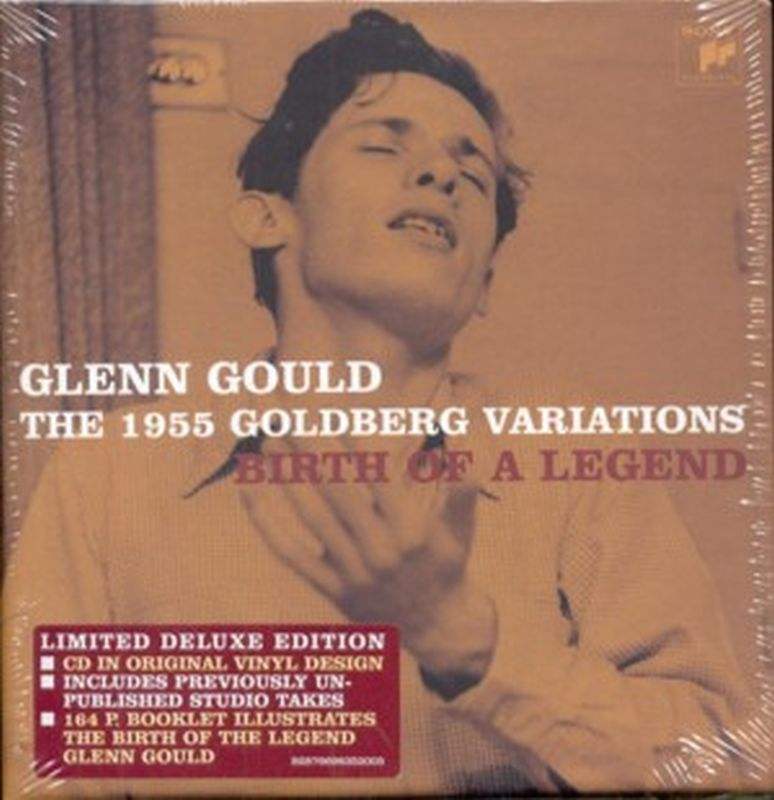 SONY
GLENN GOULD
THE 1955 GOLDBERG VARIATIONS
BIRTH OF A LEGEND
LIMITED DELUXE EDITION
CD IN ORIGINAL VINYL DESIGN
INCLUDES PREVIOUSLY UN-
PUBLISHED STUDIO TAKES
164 P. BOOKLET ILLUSTRATES
THE BIRTH OF THE LEGEND
GLENN GOULD